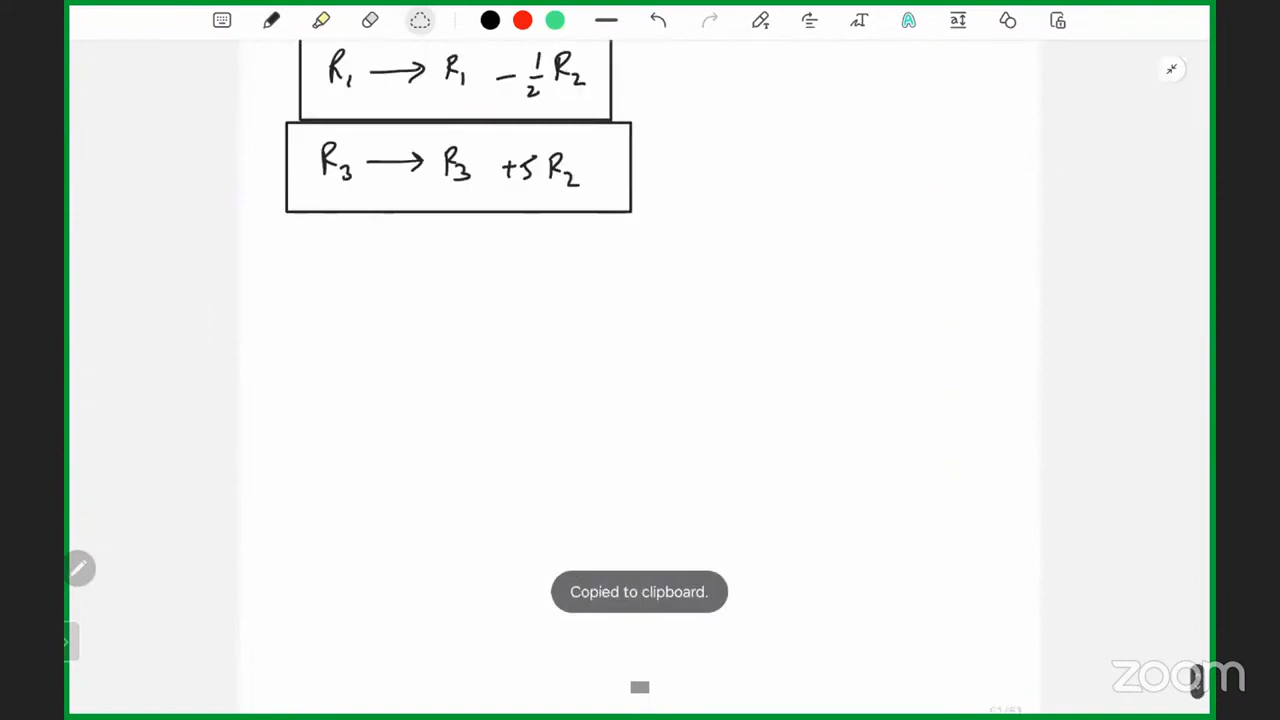 R₁ ⟶ R₁ - ½ R₂
R₃ ⟶ R₃ +5 R₂
Copied to clipboard.
zoom